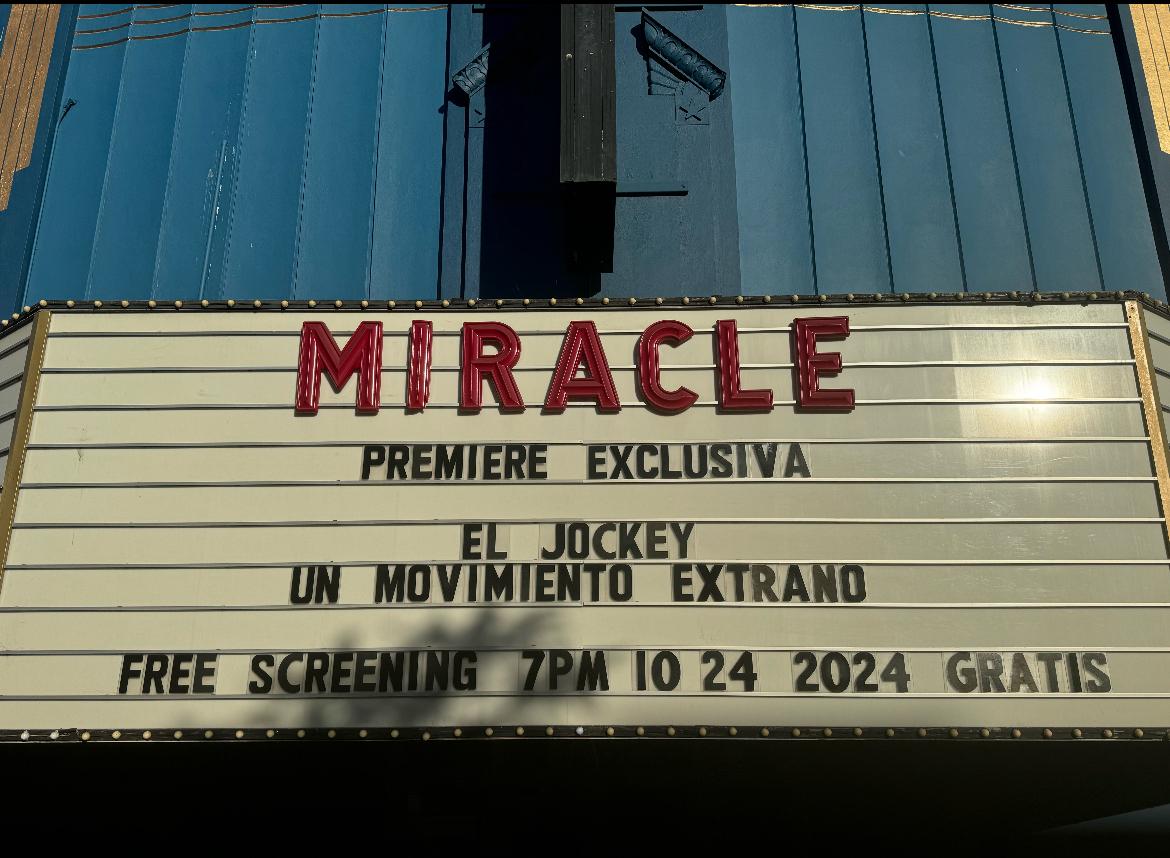 MIRACLE
PREMIERE EXCLUSIVA
EL JOCKEY
UN MOVIMIENTO EXTRANO
FREE SCREENING 7PM 10 24 2024 GRATIS